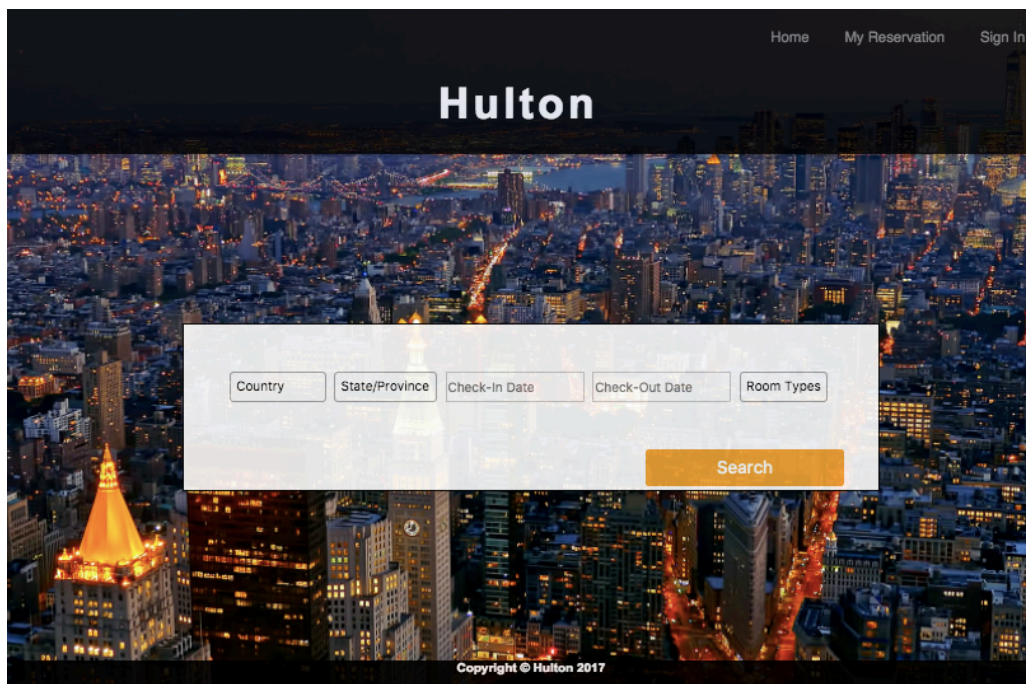 Home My Reservation Sign In
Hulton
Country State/Province Check-In Date Check-Out Date Room Types
Search
Copyright © Hulton 2017